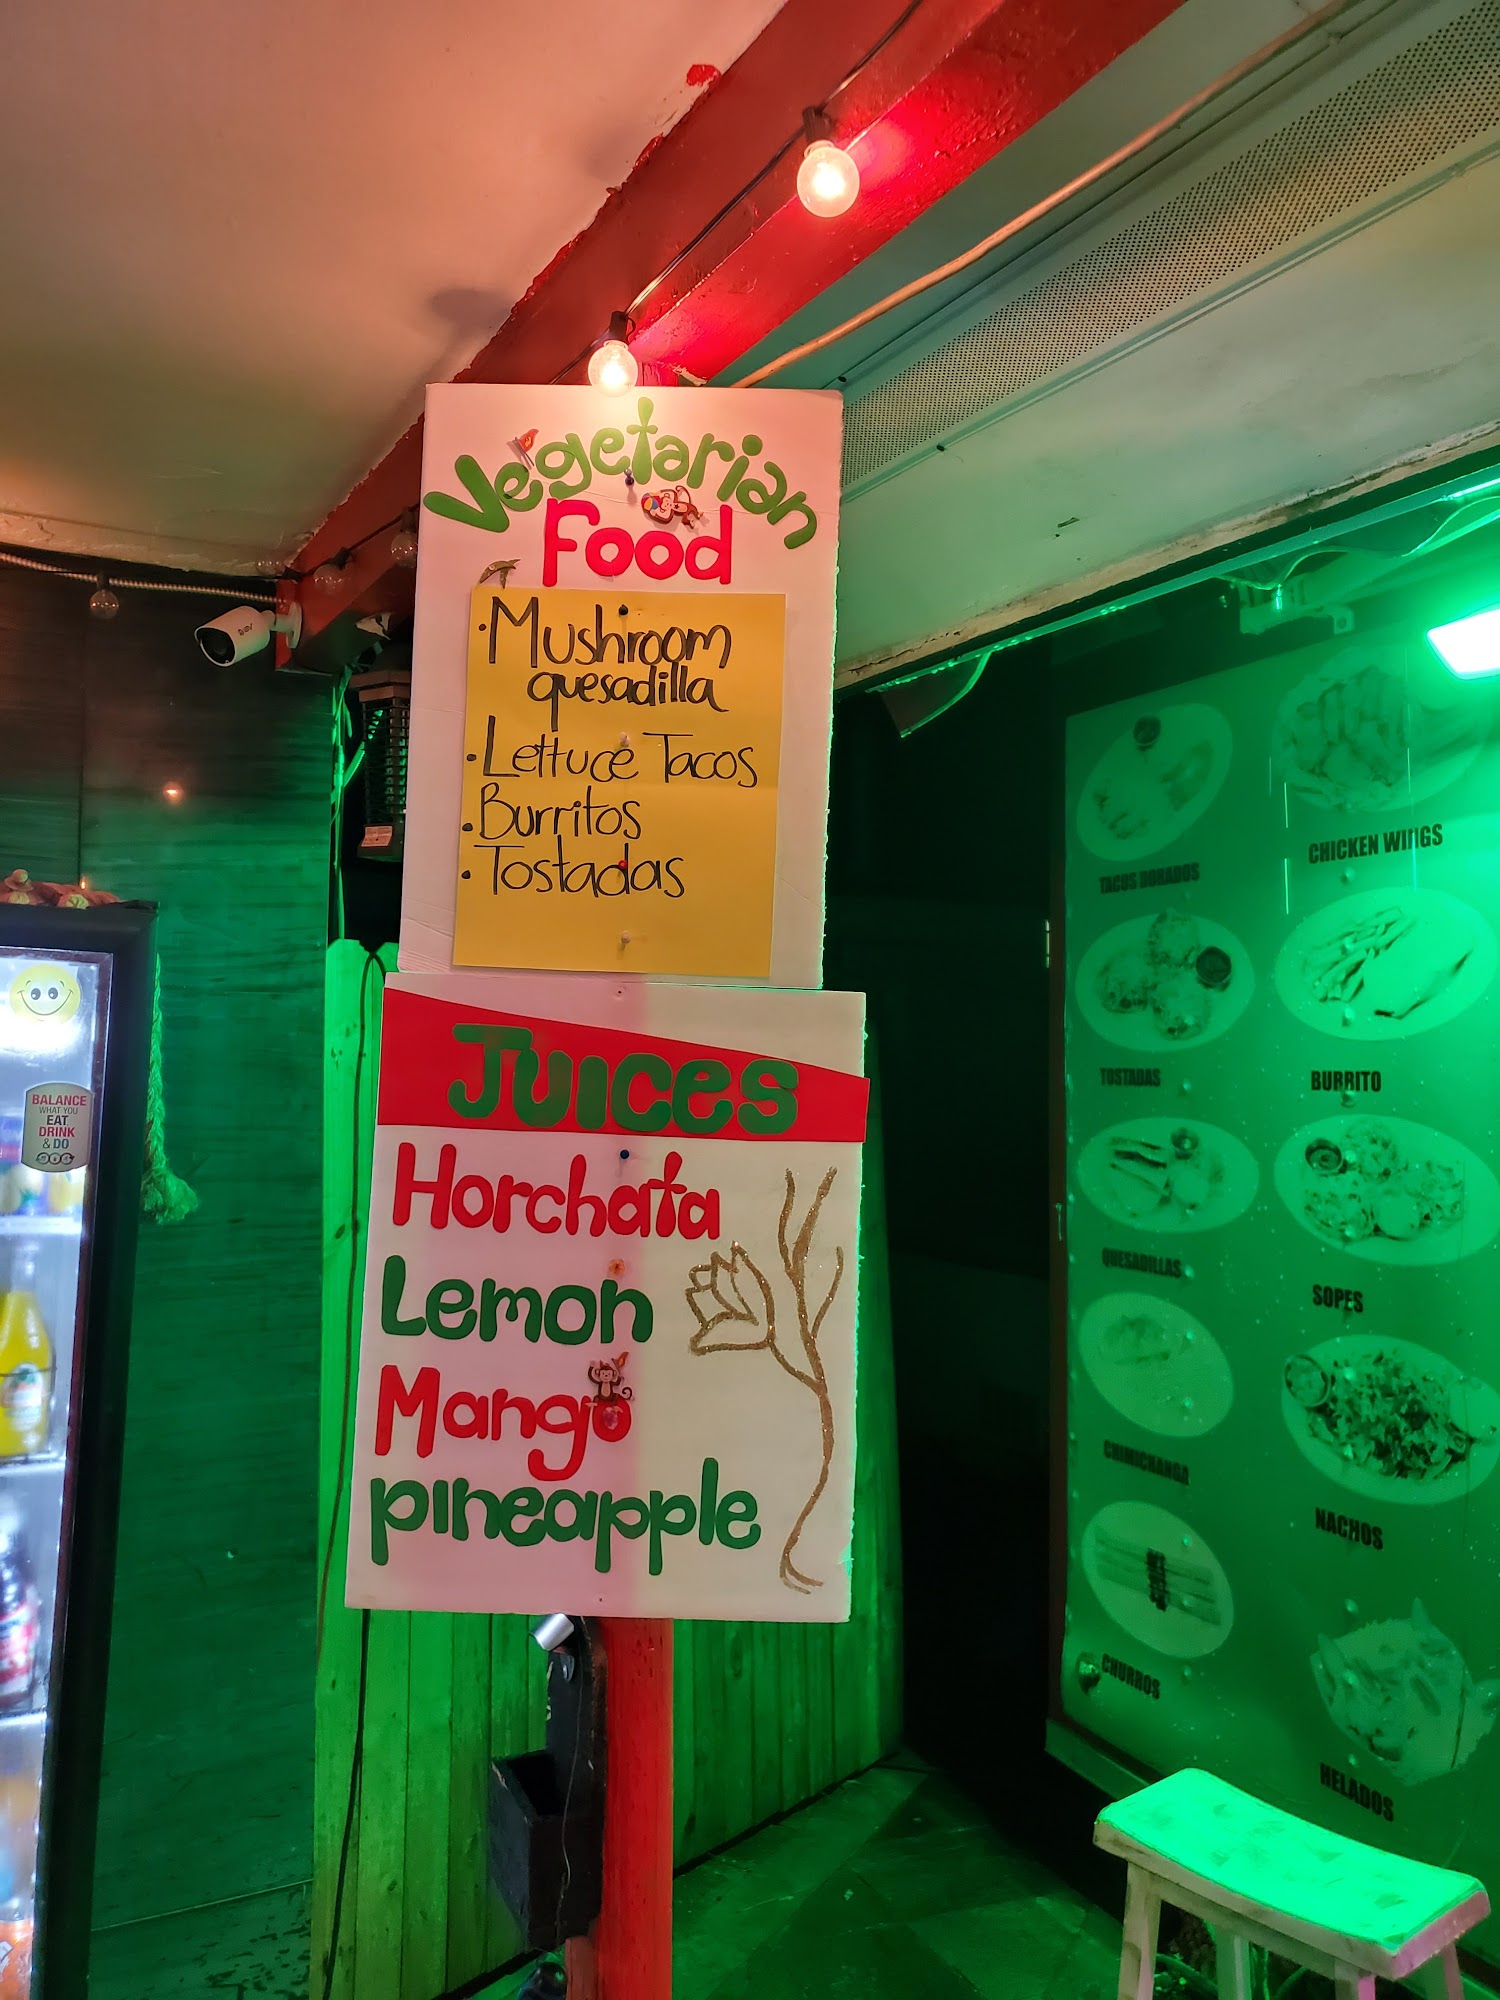 Vegetarian
Food
• Mushroom
quesadilla
• Lettuce Tacos
• Burritos
• Tostadas
Juices
Horchata
Lemon
Mango
pineapple
BALANCE
WHAT YOU
EAT
DRINK
& DO
TACOS DORADOS
CHICKEN WINGS
TOSTADAS
BURRITO
QUESADILLAS
SOPES
CHIMICHANGA
NACHOS
CHURROS
HELADOS